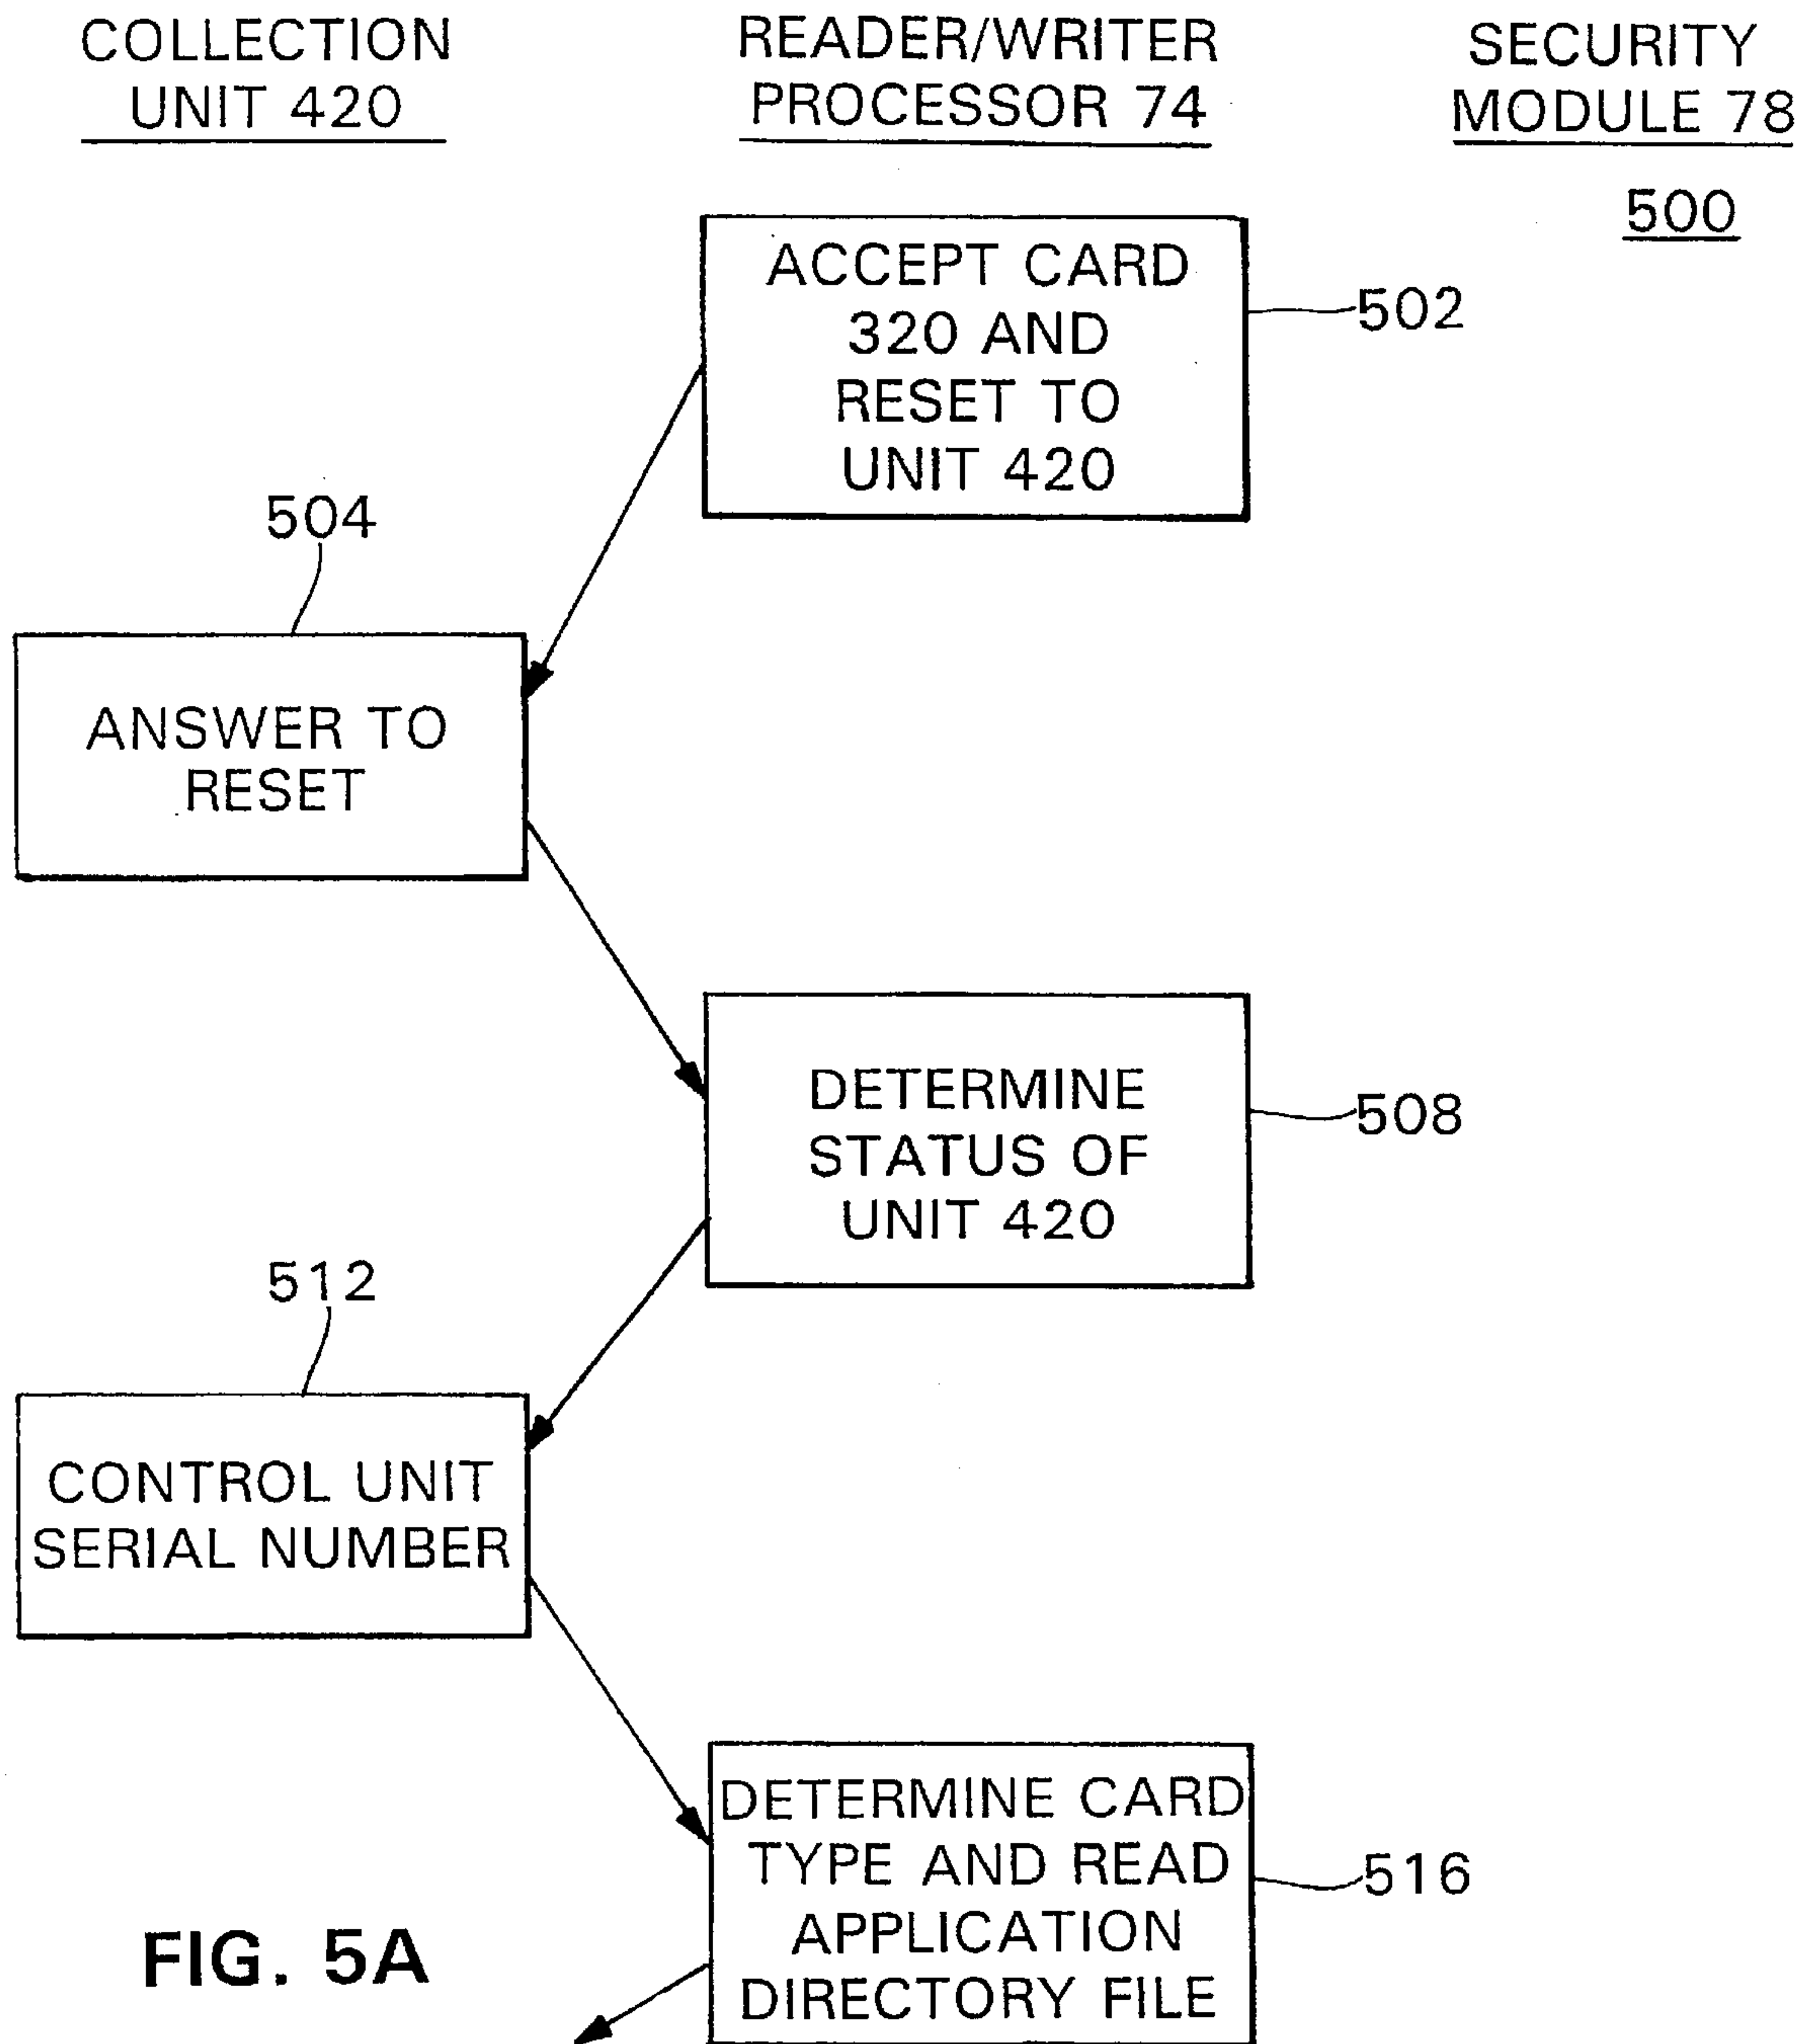 COLLECTION
UNIT 420
READER/WRITER
PROCESSOR 74
SECURITY
MODULE 78
500
ACCEPT CARD
320 AND
RESET TO
UNIT 420
502
504
ANSWER TO
RESET
DETERMINE
STATUS OF
UNIT 420
508
512
CONTROL UNIT
SERIAL NUMBER
DETERMINE CARD
TYPE AND READ
APPLICATION
DIRECTORY FILE
516
FIG. 5A